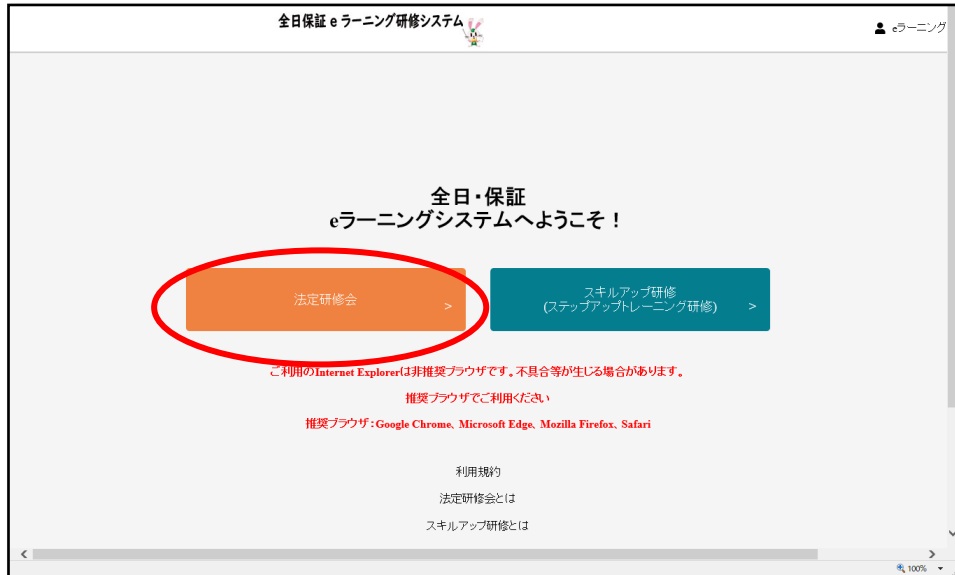 全日保証 e ラーニング研修システム
eラーニング
全日・保証
eラーニングシステムへようこそ！
法定研修会 >
スキルアップ研修
(ステップアップトレーニング研修) >
ご利用のInternet Explorerは非推奨ブラウザです。不具合等が生じる場合があります。
推奨ブラウザでご利用ください
推奨ブラウザ：Google Chrome、Microsoft Edge、Mozilla Firefox、Safari
利用規約
法定研修会とは
スキルアップ研修とは
100%